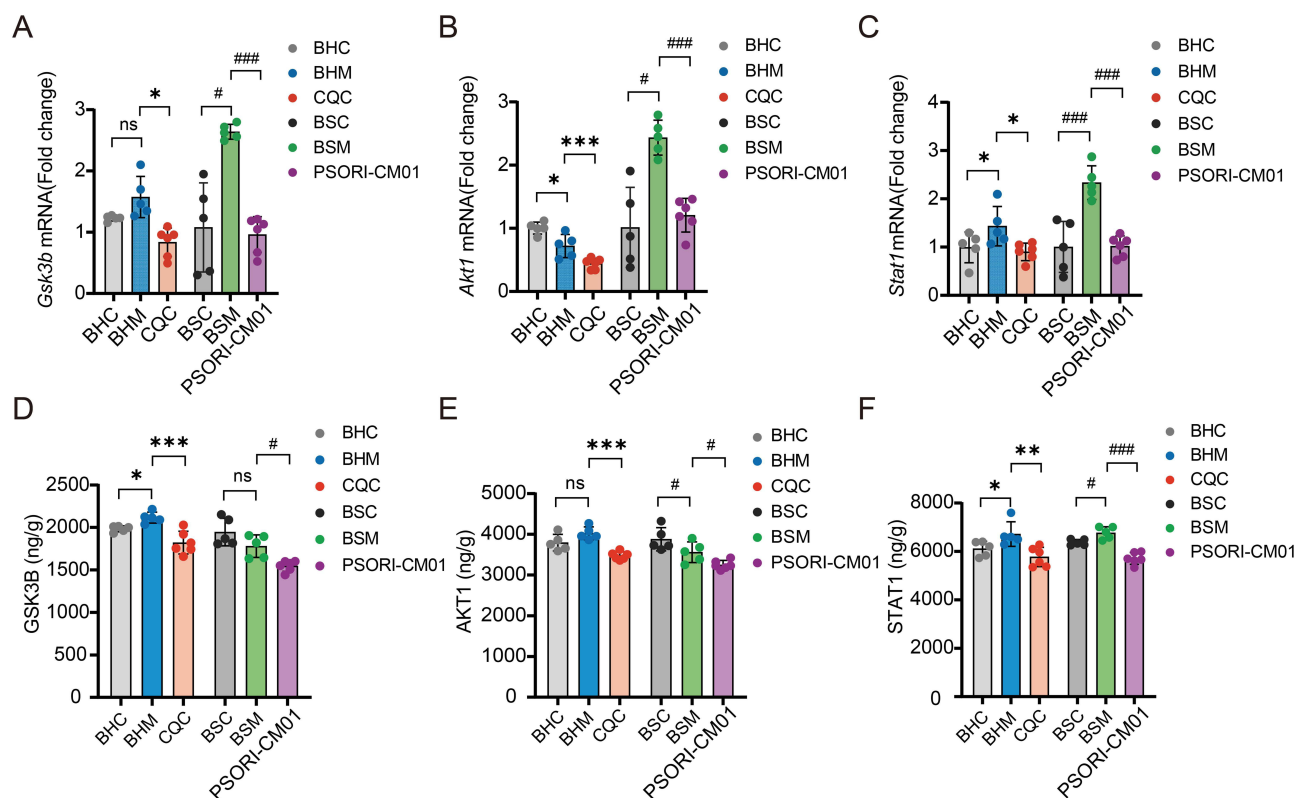 A
Gsk3b mRNA(Fold change)
3
2
1
0
ns
*
#
###
BHC
BHM
CQC
BSC
BSM
PSORI-CM01
BHC
BHM
CQC
BSC
BSM
PSORI-CM01
B
Akt1 mRNA(Fold change)
3
2
1
0
*
***
#
###
BHC
BHM
CQC
BSC
BSM
PSORI-CM01
BHC
BHM
CQC
BSC
BSM
PSORI-CM01
C
Stat1mRNA(Fold change)
4
3
2
1
0
*
*
###
###
BHC
BHM
CQC
BSC
BSM
PSORI-CM01
BHC
BHM
CQC
BSC
BSM
PSORI-CM01
D
GSK3B (ng/g)
2500
2000
1500
1000
500
0
*
***
ns
#
BHC
BHM
CQC
BSC
BSM
PSORI-CM01
BHC
BHM
CQC
BSC
BSM
PSORI-CM01
E
AKT1 (ng/g)
5000
4000
3000
2000
1000
0
ns
***
#
#
BHC
BHM
CQC
BSC
BSM
PSORI-CM01
BHC
BHM
CQC
BSC
BSM
PSORI-CM01
F
STAT1 (ng/g)
8000
6000
4000
2000
0
*
**
#
###
BHC
BHM
CQC
BSC
BSM
PSORI-CM01
BHC
BHM
CQC
BSC
BSM
PSORI-CM01